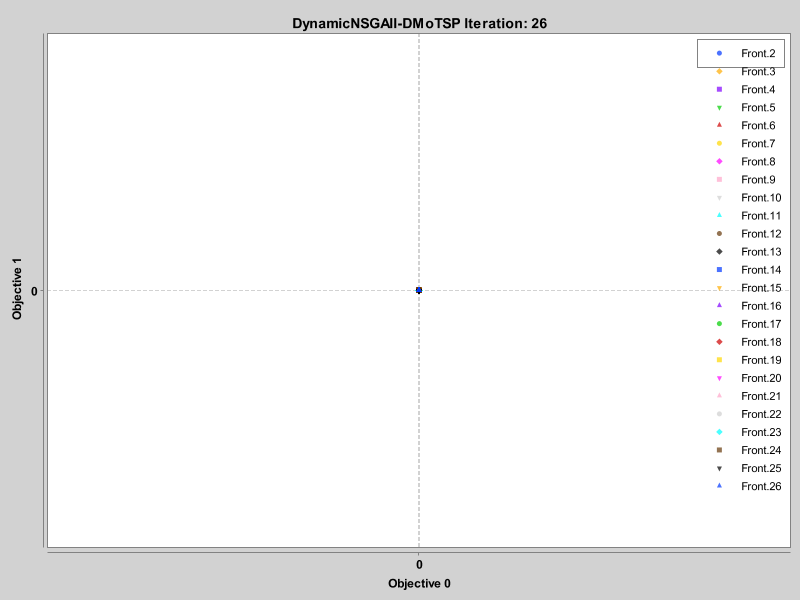 DynamicNSGAII-DMoTSP Iteration: 26
Front.2
Front.3
Front.4
Front.5
Front.6
Front.7
Front.8
Front.9
Front.10
Front.11
Front.12
Front.13
Front.14
Front.15
Front.16
Front.17
Front.18
Front.19
Front.20
Front.21
Front.22
Front.23
Front.24
Front.25
Front.26
Objective 1
0
0
Objective 0